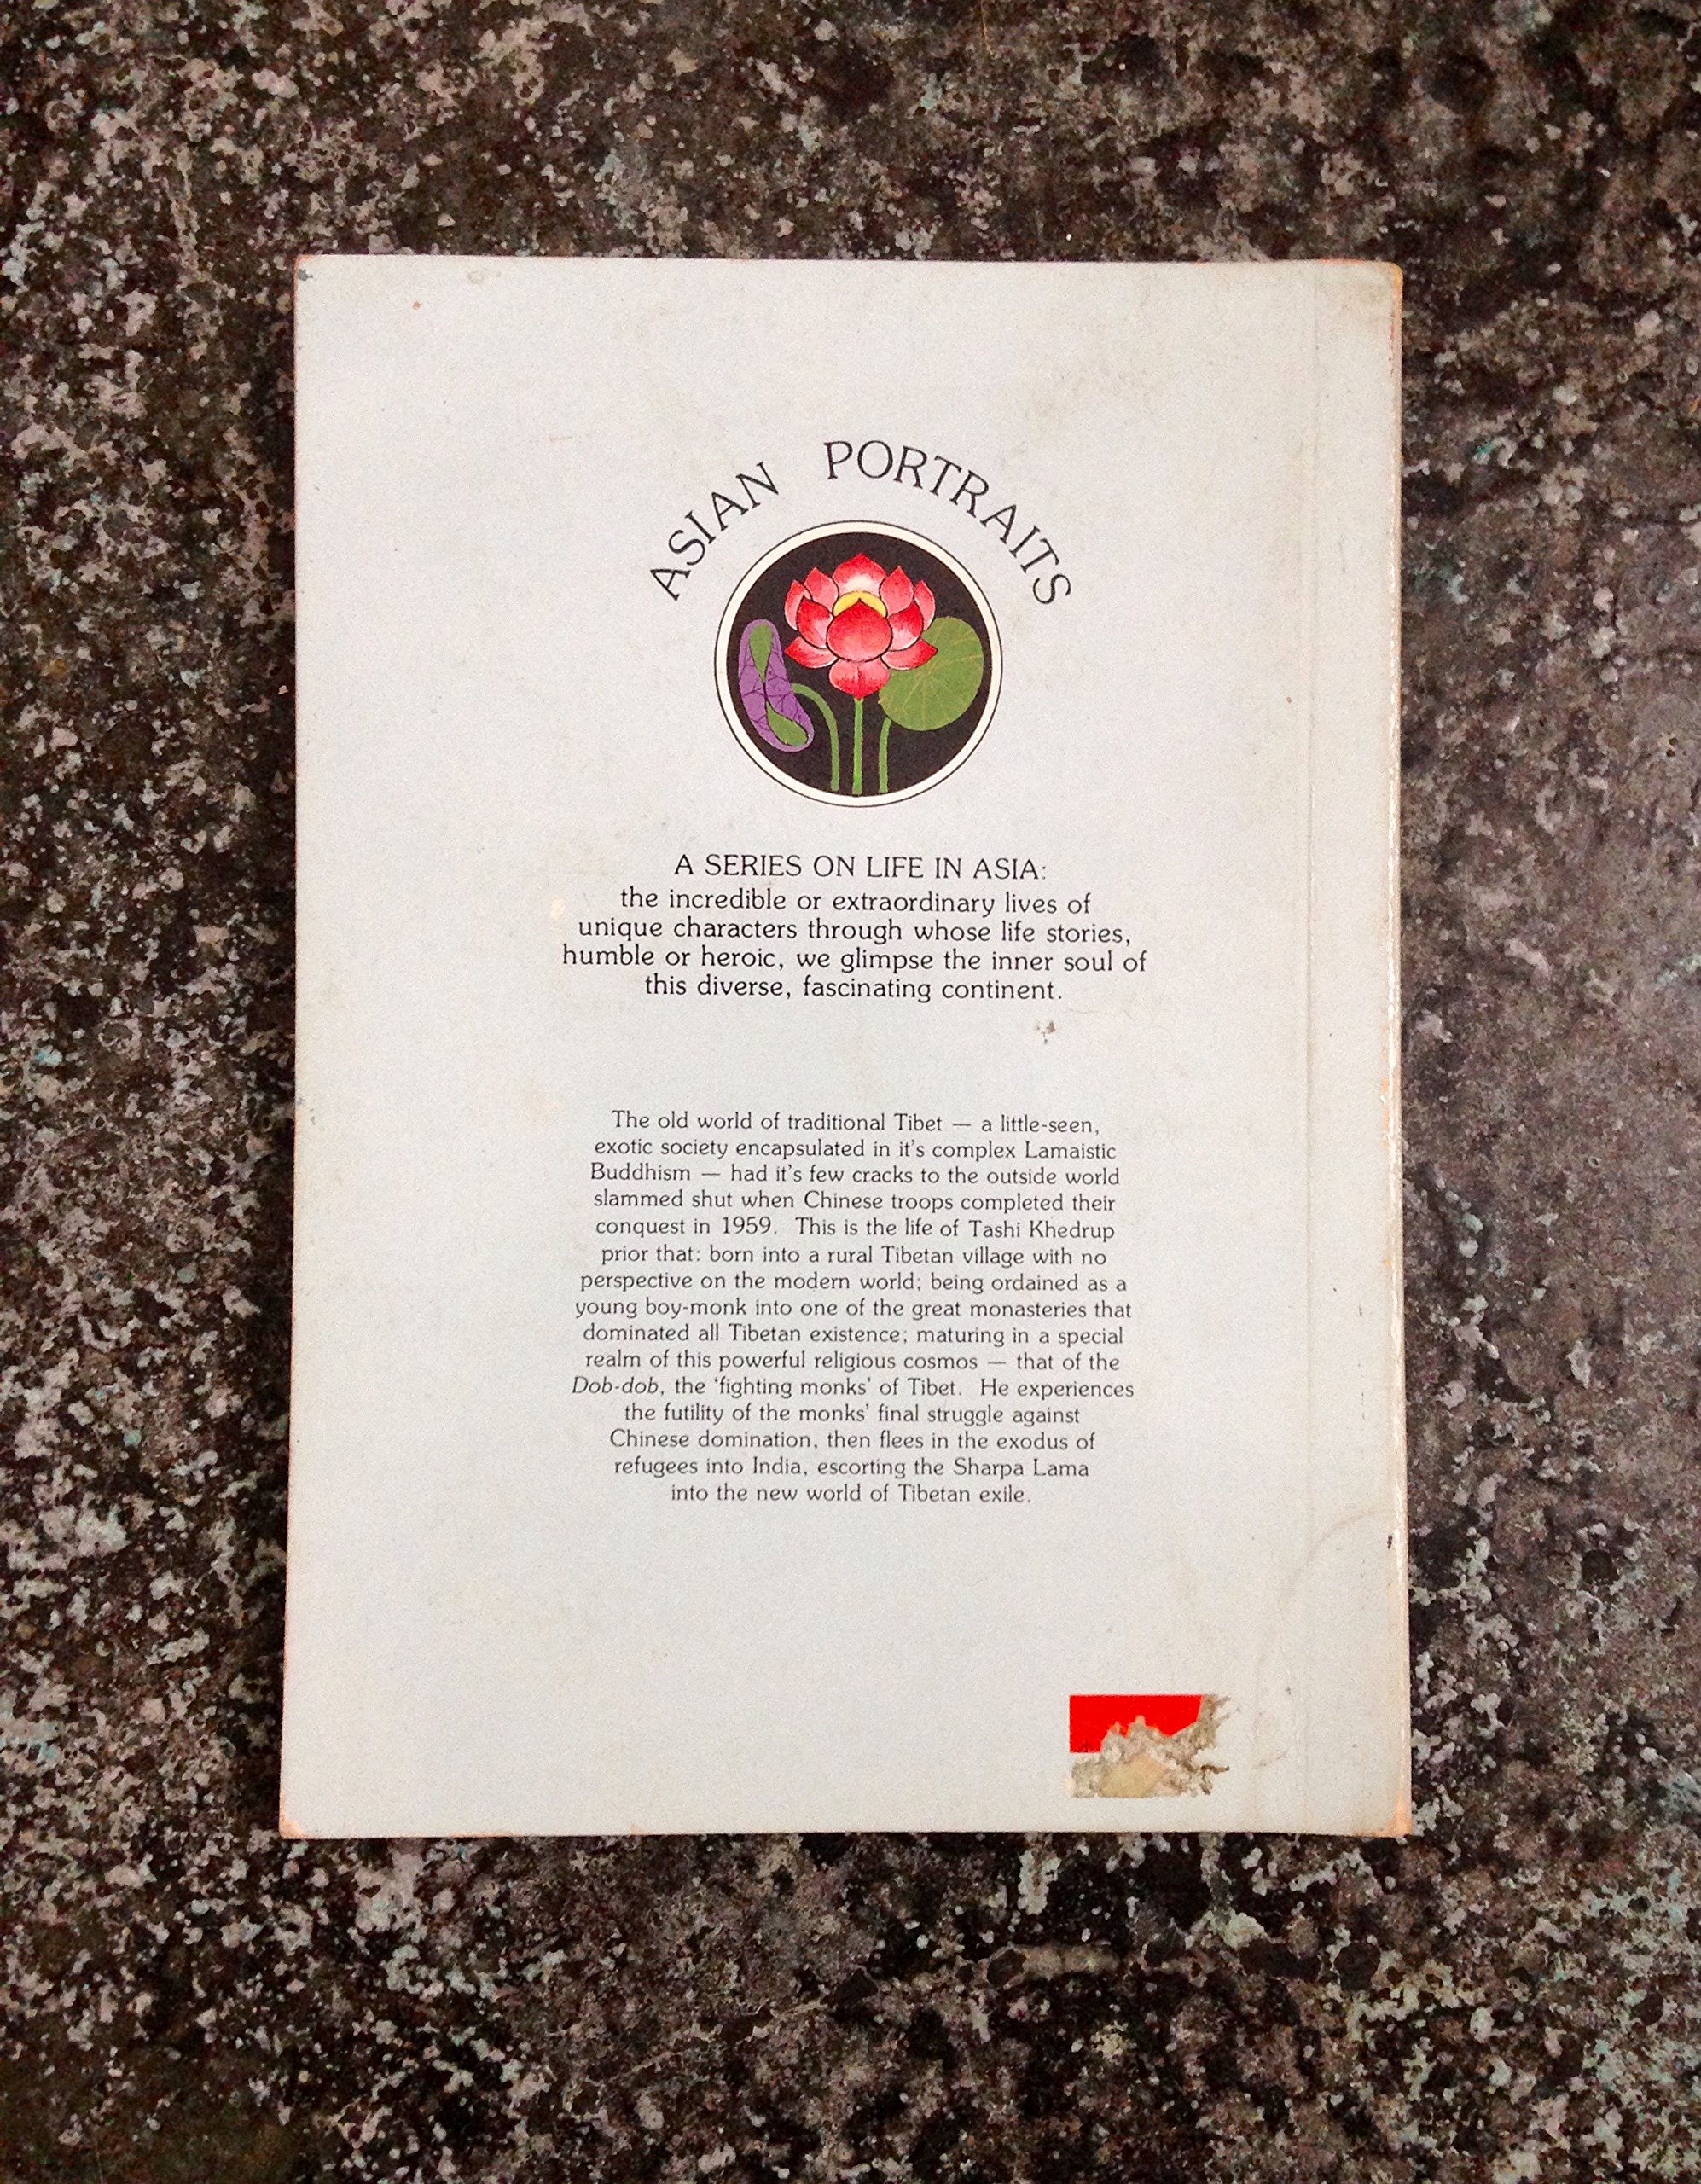 ASIAN PORTRAITS
A SERIES ON LIFE IN ASIA:
the incredible or extraordinary lives of
unique characters through whose life stories,
humble or heroic, we glimpse the inner soul of
this diverse, fascinating continent.
The old world of traditional Tibet — a little-seen,
exotic society encapsulated in it's complex Lamaistic
Buddhism — had it's few cracks to the outside world
slammed shut when Chinese troops completed their
conquest in 1959. This is the life of Tashi Khedrup
prior that: born into a rural Tibetan village with no
perspective on the modern world; being ordained as a
young boy-monk into one of the great monasteries that
dominated all Tibetan existence; maturing in a special
realm of this powerful religious cosmos — that of the
Dob-dob, the 'fighting monks' of Tibet. He experiences
the futility of the monks' final struggle against
Chinese domination, then flees in the exodus of
refugees into India, escorting the Sharpa Lama
into the new world of Tibetan exile.